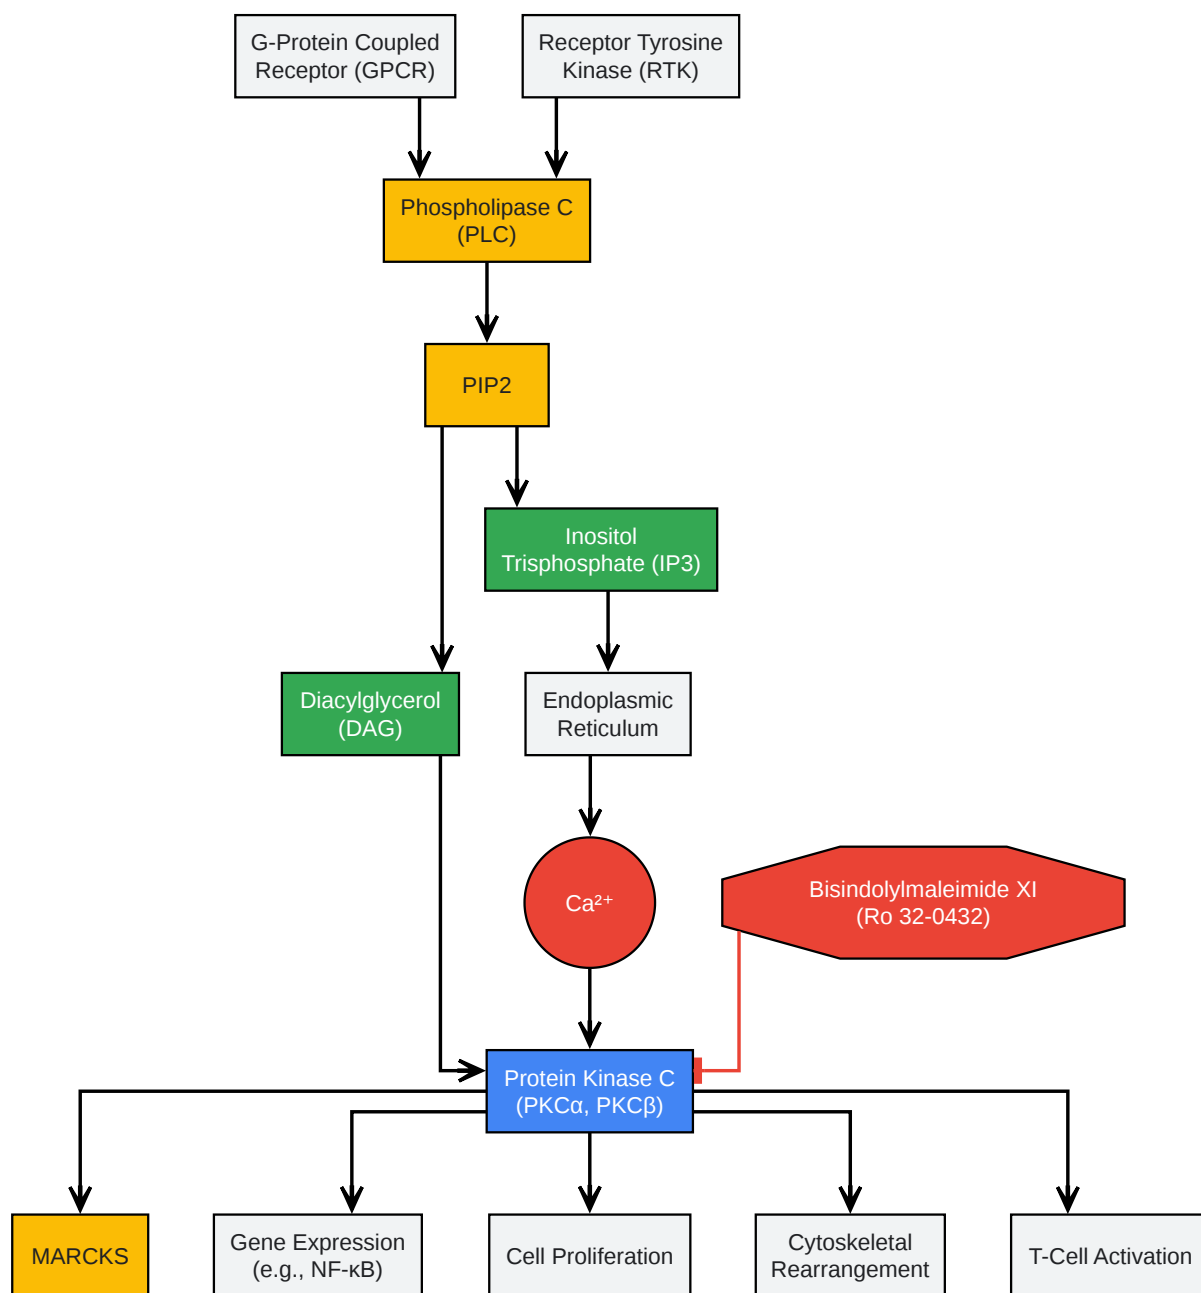 G-Protein Coupled
Receptor (GPCR)
Receptor Tyrosine
Kinase (RTK)
Phospholipase C
(PLC)
PIP2
Inositol
Trisphosphate (IP3)
Diacylglycerol
(DAG)
Endoplasmic
Reticulum
Ca²⁺
Bisindolylmaleimide XI
(Ro 32-0432)
Protein Kinase C
(PKCα, PKCβ)
MARCKS
Gene Expression
(e.g., NF-κB)
Cell Proliferation
Cytoskeletal
Rearrangement
T-Cell Activation